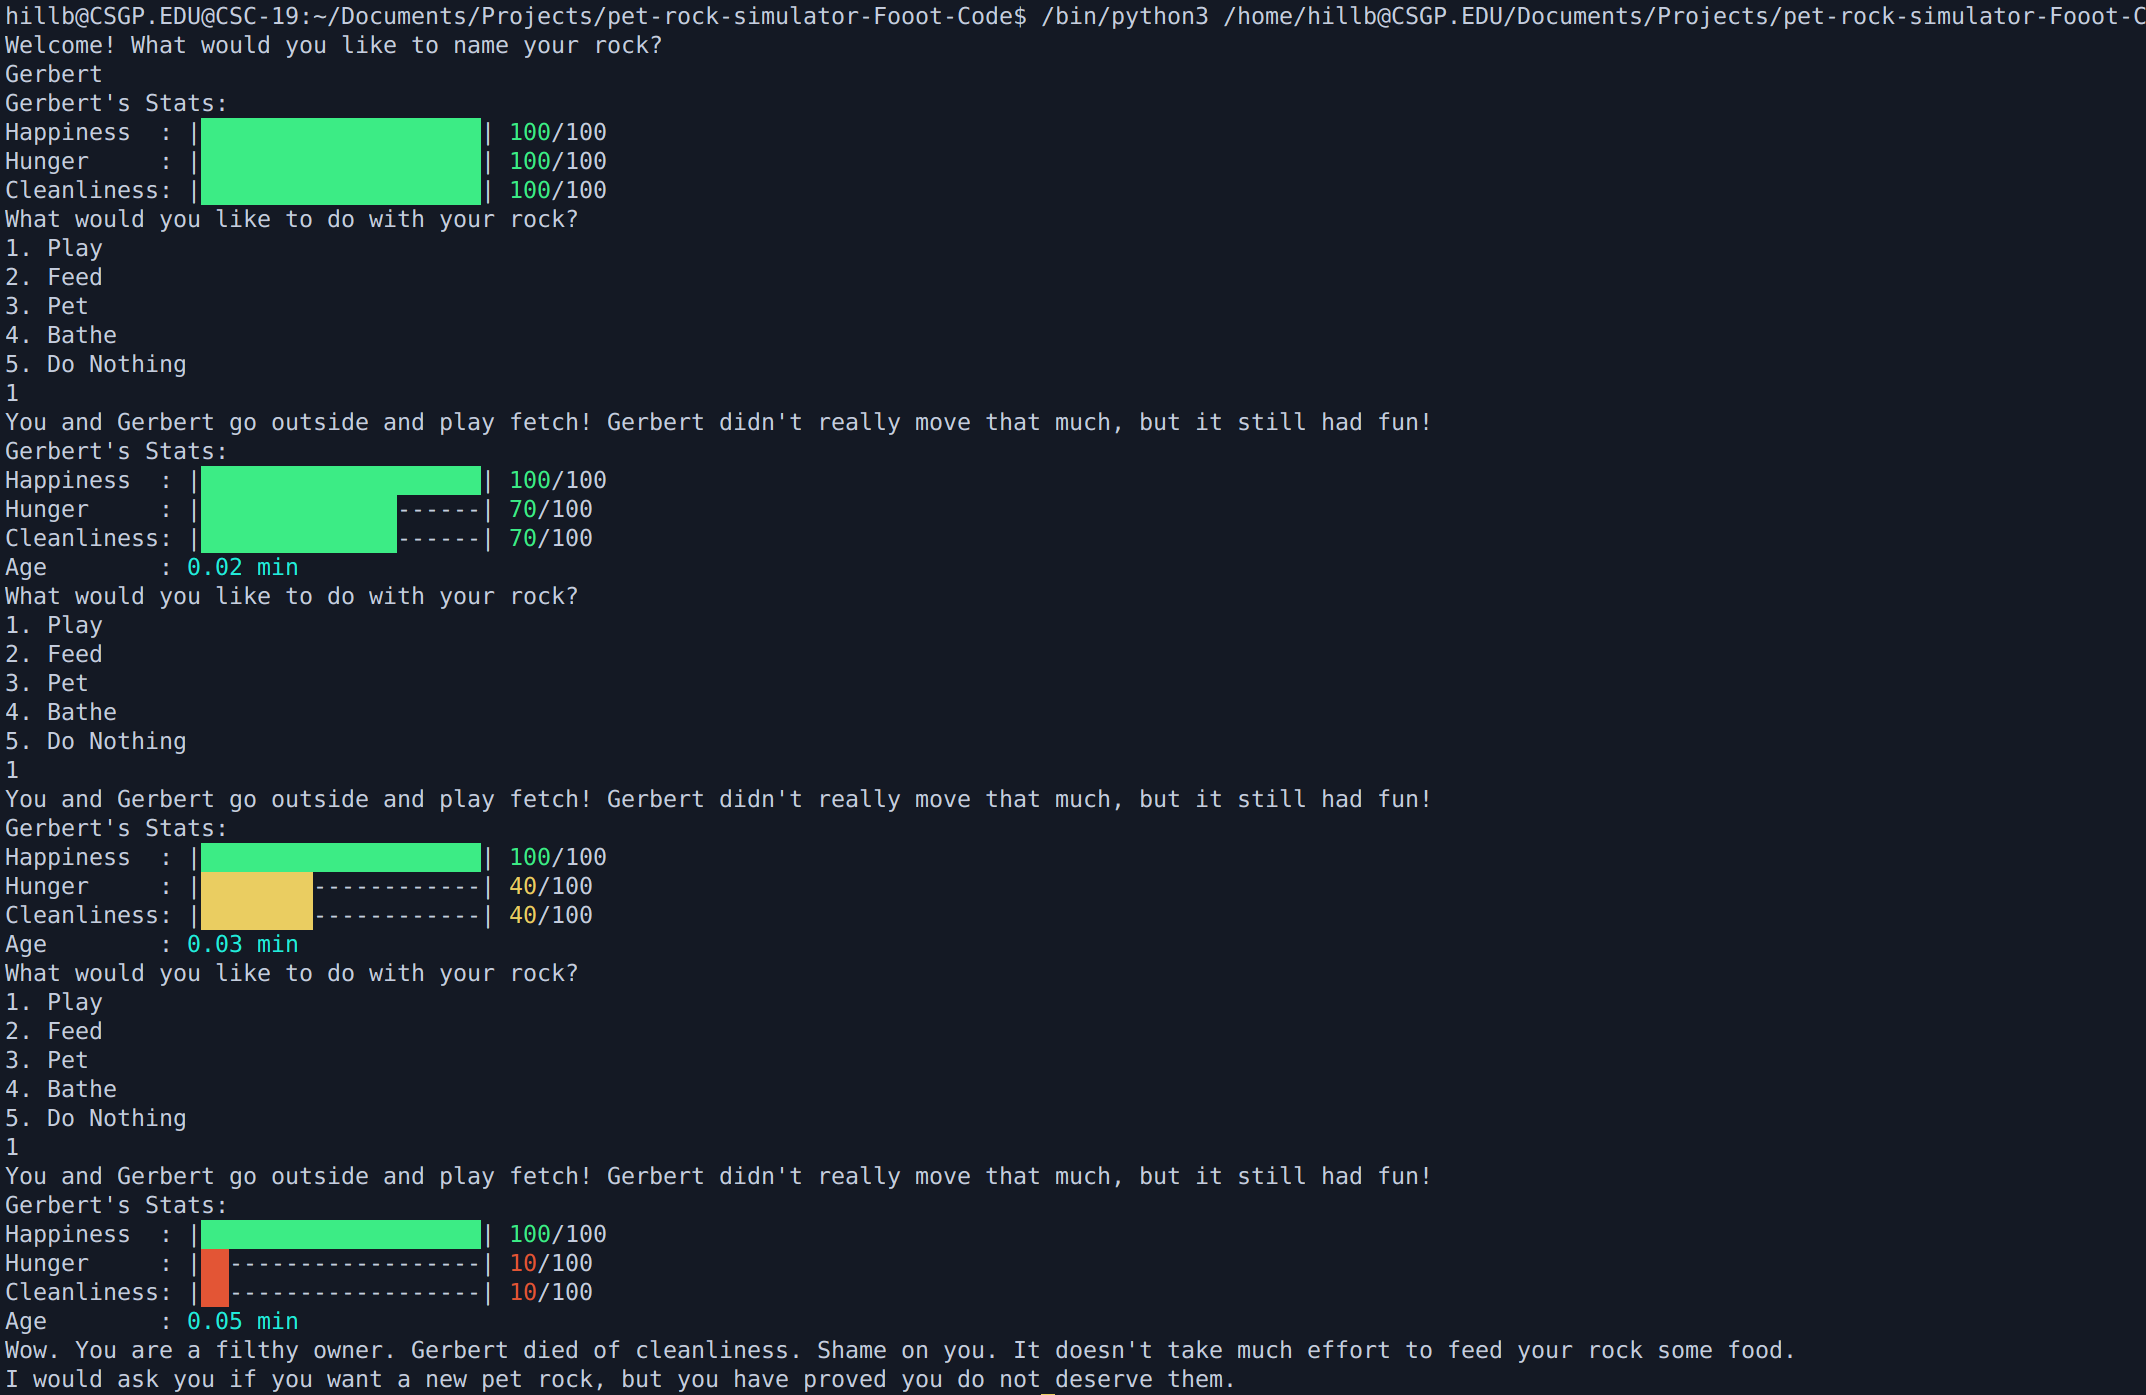 hillb@CSGP.EDU@CSC-19:~/Documents/Projects/pet-rock-simulator-Fooot-Code$ /bin/python3 /home/hillb@CSGP.EDU/Documents/Projects/pet-rock-simulator-Fooot-C
Welcome! What would you like to name your rock?
Gerbert
Gerbert's Stats:
Happiness  : |                    | 100/100
Hunger     : |                    | 100/100
Cleanliness: |                    | 100/100
What would you like to do with your rock?
1. Play
2. Feed
3. Pet
4. Bathe
5. Do Nothing
1
You and Gerbert go outside and play fetch! Gerbert didn't really move that much, but it still had fun!
Gerbert's Stats:
Happiness  : |                    | 100/100
Hunger     : |              ------| 70/100
Cleanliness: |              ------| 70/100
Age        : 0.02 min
What would you like to do with your rock?
1. Play
2. Feed
3. Pet
4. Bathe
5. Do Nothing
1
You and Gerbert go outside and play fetch! Gerbert didn't really move that much, but it still had fun!
Gerbert's Stats:
Happiness  : |                    | 100/100
Hunger     : |        ------------| 40/100
Cleanliness: |        ------------| 40/100
Age        : 0.03 min
What would you like to do with your rock?
1. Play
2. Feed
3. Pet
4. Bathe
5. Do Nothing
1
You and Gerbert go outside and play fetch! Gerbert didn't really move that much, but it still had fun!
Gerbert's Stats:
Happiness  : |                    | 100/100
Hunger     : |  ------------------| 10/100
Cleanliness: |  ------------------| 10/100
Age        : 0.05 min
Wow. You are a filthy owner. Gerbert died of cleanliness. Shame on you. It doesn't take much effort to feed your rock some food.
I would ask you if you want a new pet rock, but you have proved you do not deserve them.